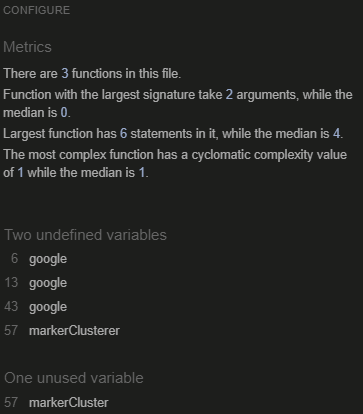 CONFIGURE
Metrics
There are 3 functions in this file.
Function with the largest signature take 2 arguments, while the
median is 0.
Largest function has 6 statements in it, while the median is 4.
The most complex function has a cyclomatic complexity value
of 1 while the median is 1.
Two undefined variables
6 google
13 google
43 google
57 markerClusterer
One unused variable
57 markerCluster